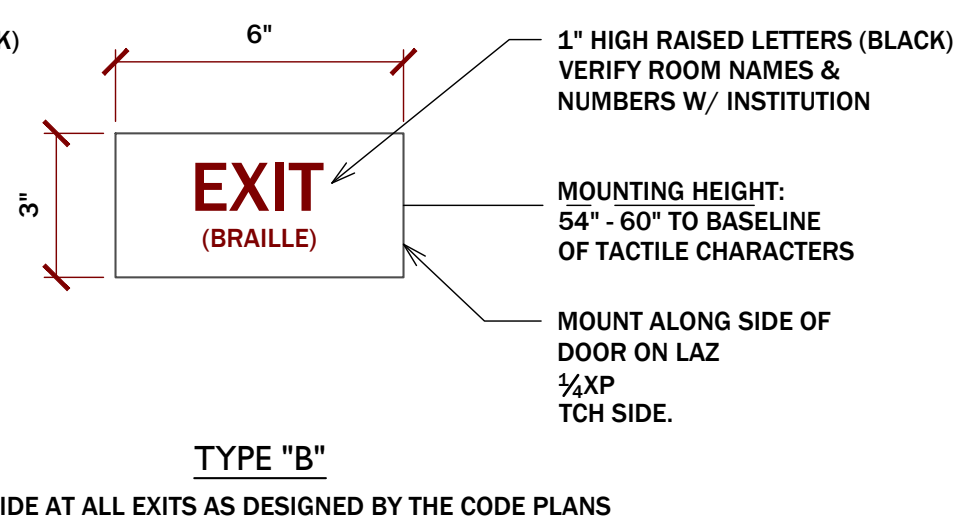 K)
6"
1" HIGH RAISED LETTERS (BLACK)
VERIFY ROOM NAMES &
NUMBERS W/ INSTITUTION
3"
EXIT
(BRAILLE)
MOUNTING HEIGHT:
54" - 60" TO BASELINE
OF TACTILE CHARACTERS
MOUNT ALONG SIDE OF
DOOR ON LAZ
¼XP
TCH SIDE.
TYPE "B"
IDE AT ALL EXITS AS DESIGNED BY THE CODE PLANS